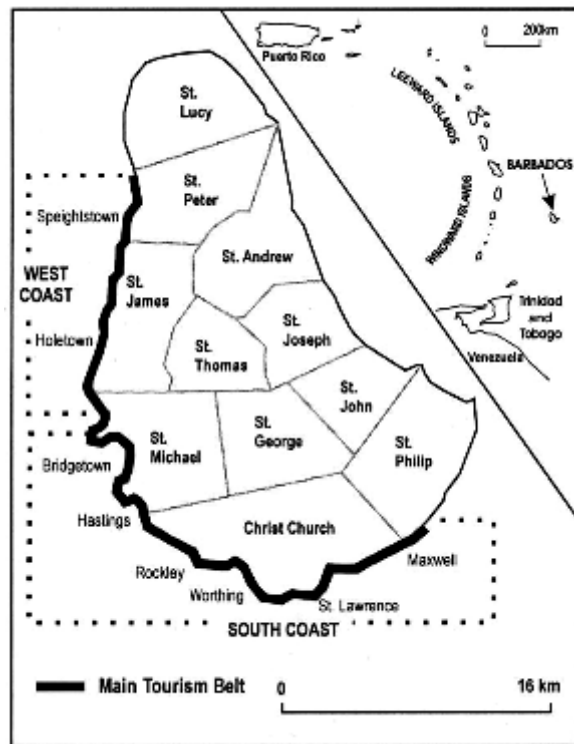 0 200km
Puerto Rico
LEEWARD ISLANDS
BARBADOS
WINDWARD ISLANDS
Trinidad
and
Tobago
Venezuela
St.
Lucy
St.
Peter
Speightstown
St. Andrew
WEST
COAST
St.
James
Holetown
St.
Thomas
St.
Joseph
St.
John
St.
Michael
St.
George
St.
Philip
Bridgetown
Hastings
Christ Church
Rockley
Maxwell
Worthing
St. Lawrence
SOUTH COAST
Main Tourism Belt
0 16 km